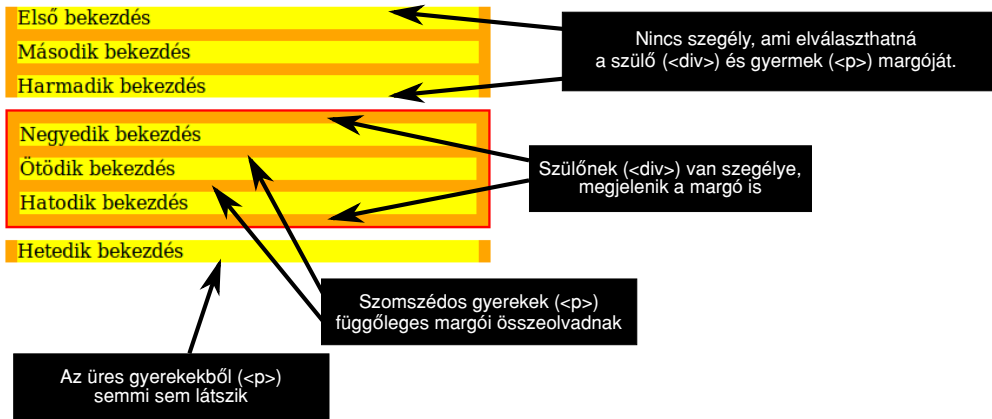 Első bekezdés
Második bekezdés
Harmadik bekezdés
Nincs szegély, ami elválaszthatná
a szülő (<div>) és gyermek (<p>) margóját.
Negyedik bekezdés
Ötödik bekezdés
Hatodik bekezdés
Szülőnek (<div>) van szegélye,
megjelenik a margó is
Hetedik bekezdés
Szomszédos gyerekek (<p>)
függőleges margói összeolvadnak
Az üres gyerekekből (<p>)
semmi sem látszik